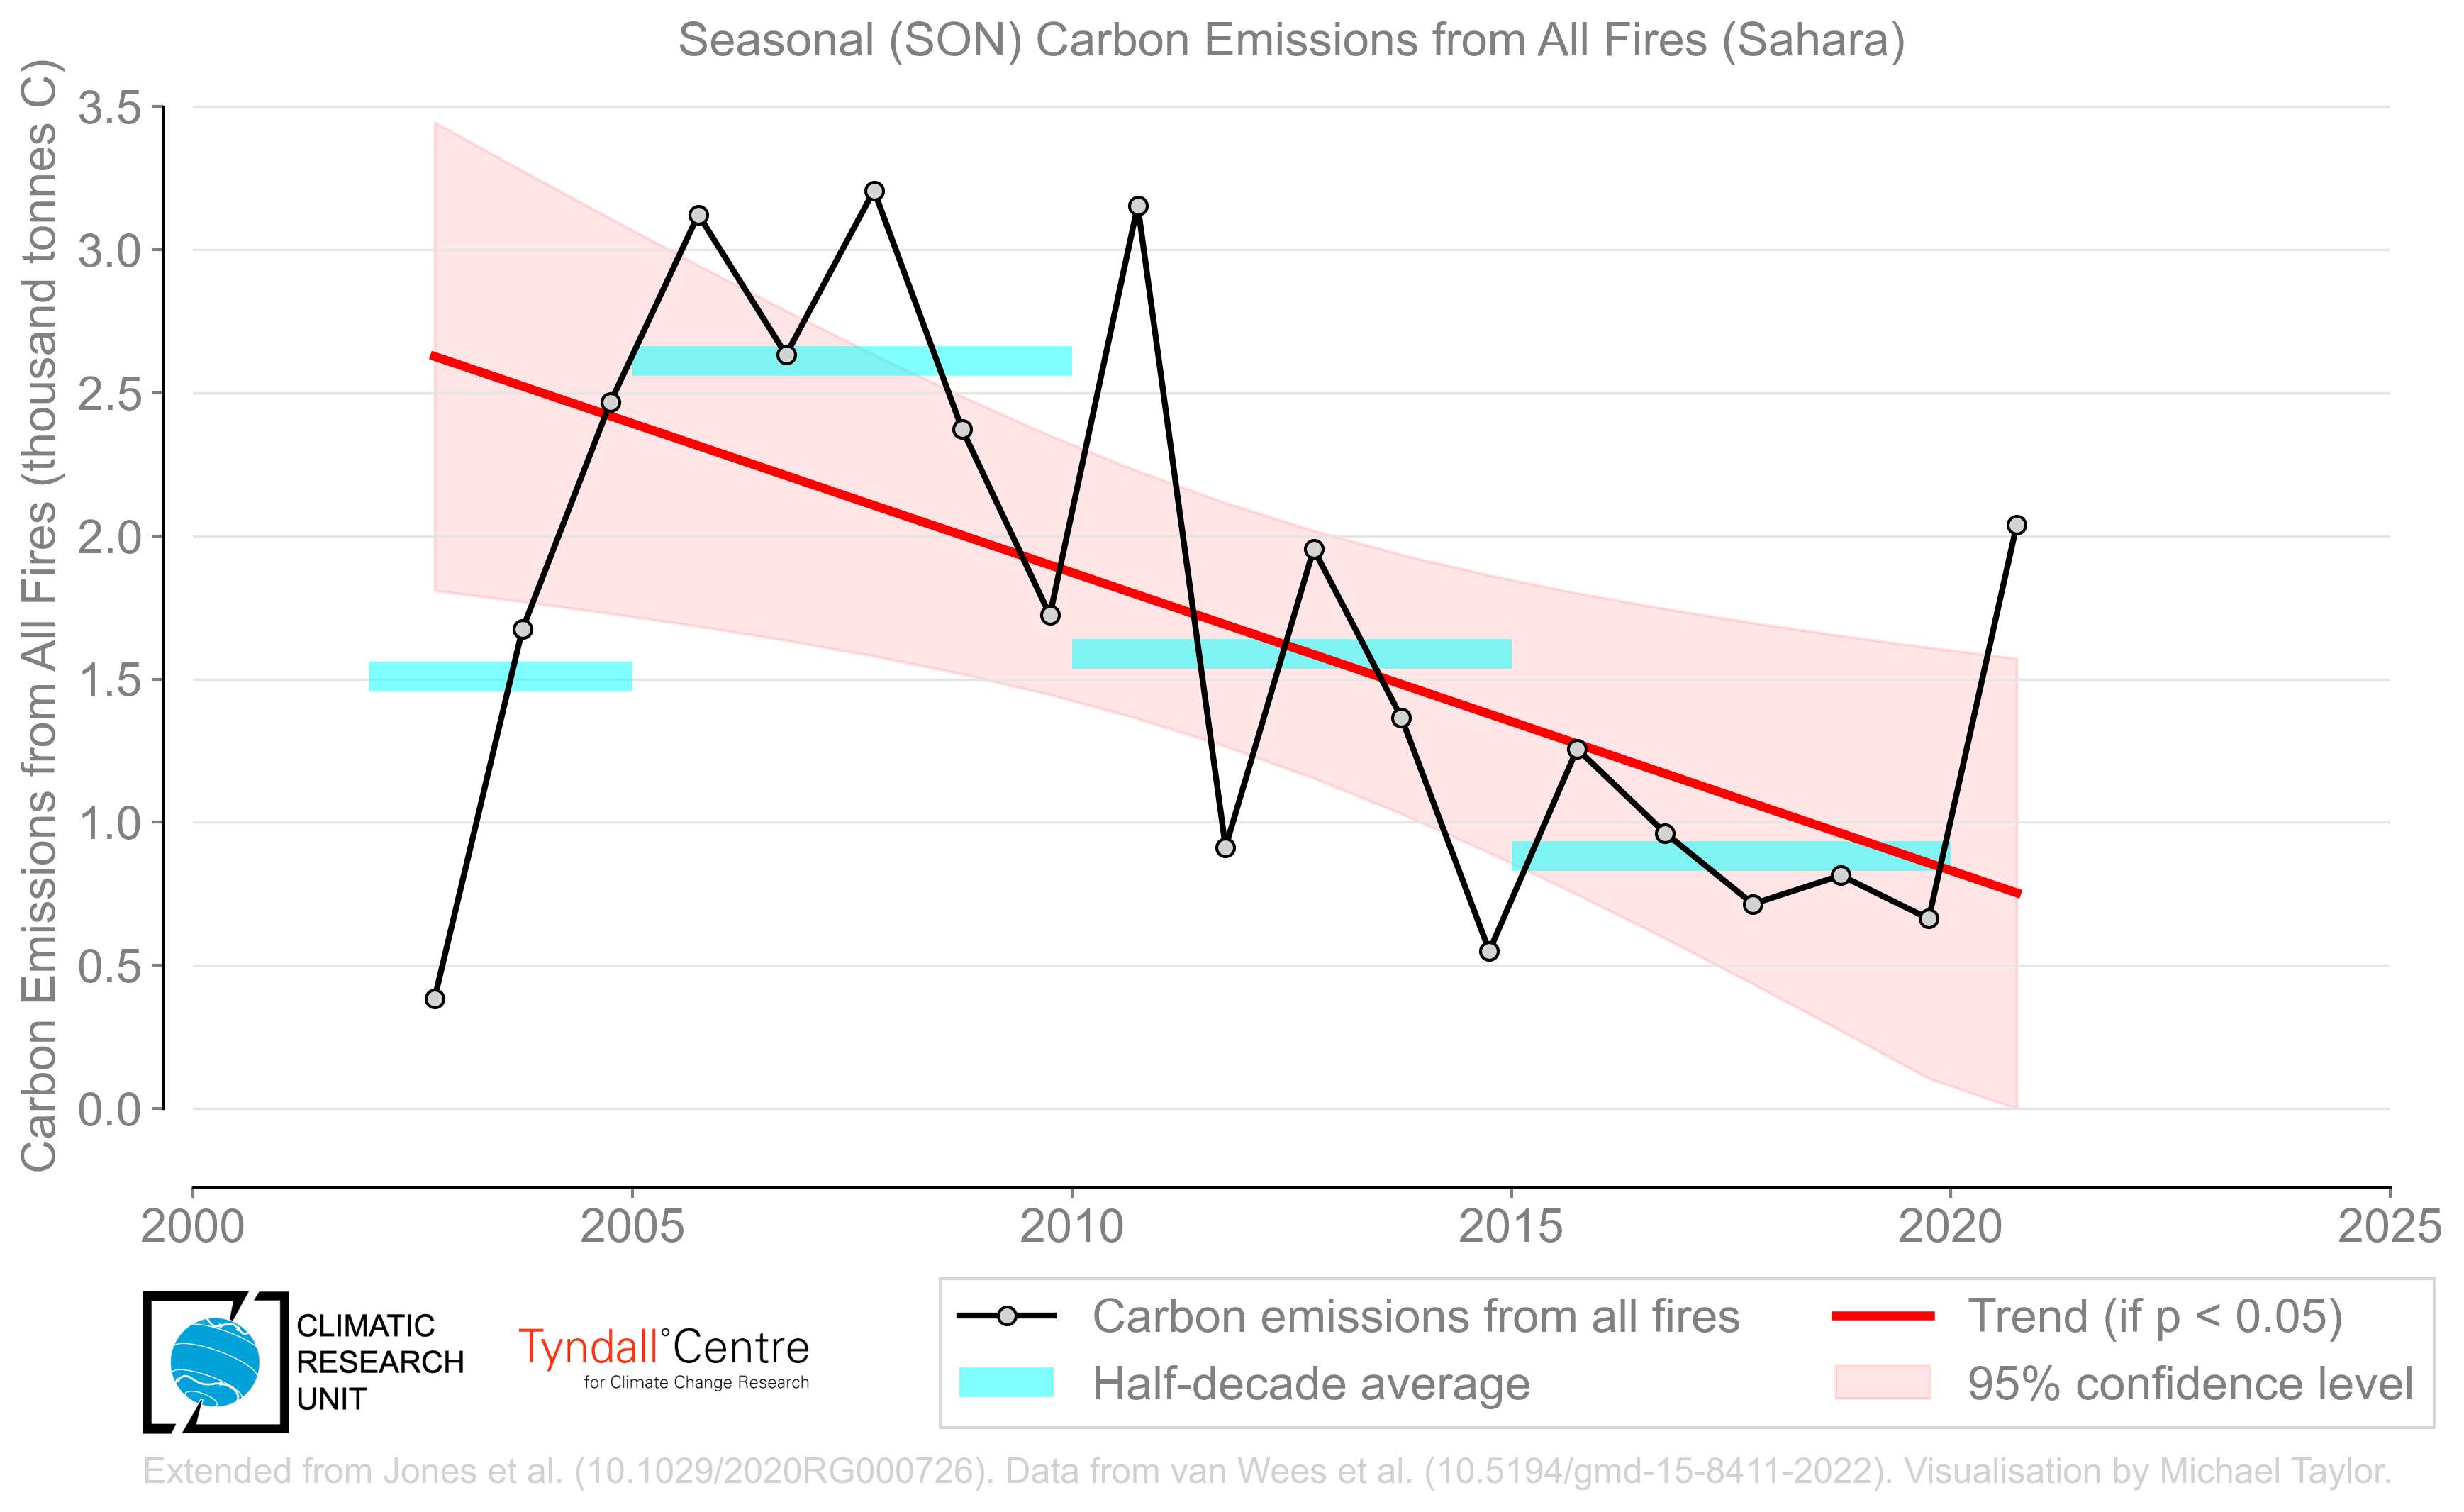 Seasonal (SON) Carbon Emissions from All Fires (Sahara)
Carbon Emissions from All Fires (thousand tonnes C)
3.5
3.0
2.5
2.0
1.5
1.0
0.5
0.0
2000 2005 2010 2015 2020 2025
CLIMATIC
RESEARCH
UNIT
Tyndall°Centre
for Climate Change Research
Carbon emissions from all fires
Half-decade average
Trend (if p < 0.05)
95% confidence level
Extended from Jones et al. (10.1029/2020RG000726). Data from van Wees et al. (10.5194/gmd-15-8411-2022). Visualisation by Michael Taylor.